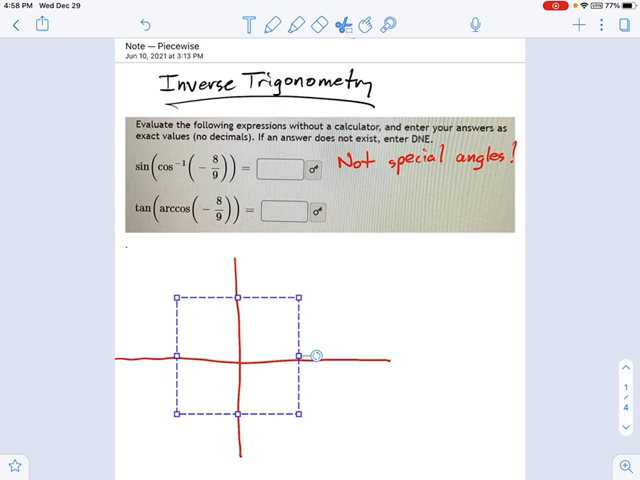 4:58 PM Wed Dec 29
VPN 77%
T
Note — Piecewise
Jun 10, 2021 at 3:13 PM
Inverse Trigonometry
Evaluate the following expressions without a calculator, and enter your answers as
exact values (no decimals). If an answer does not exist, enter DNE.
Not special angles!
sin(cos⁻¹(−8/9)) =
tan(arccos(−8/9)) =
1
/
4